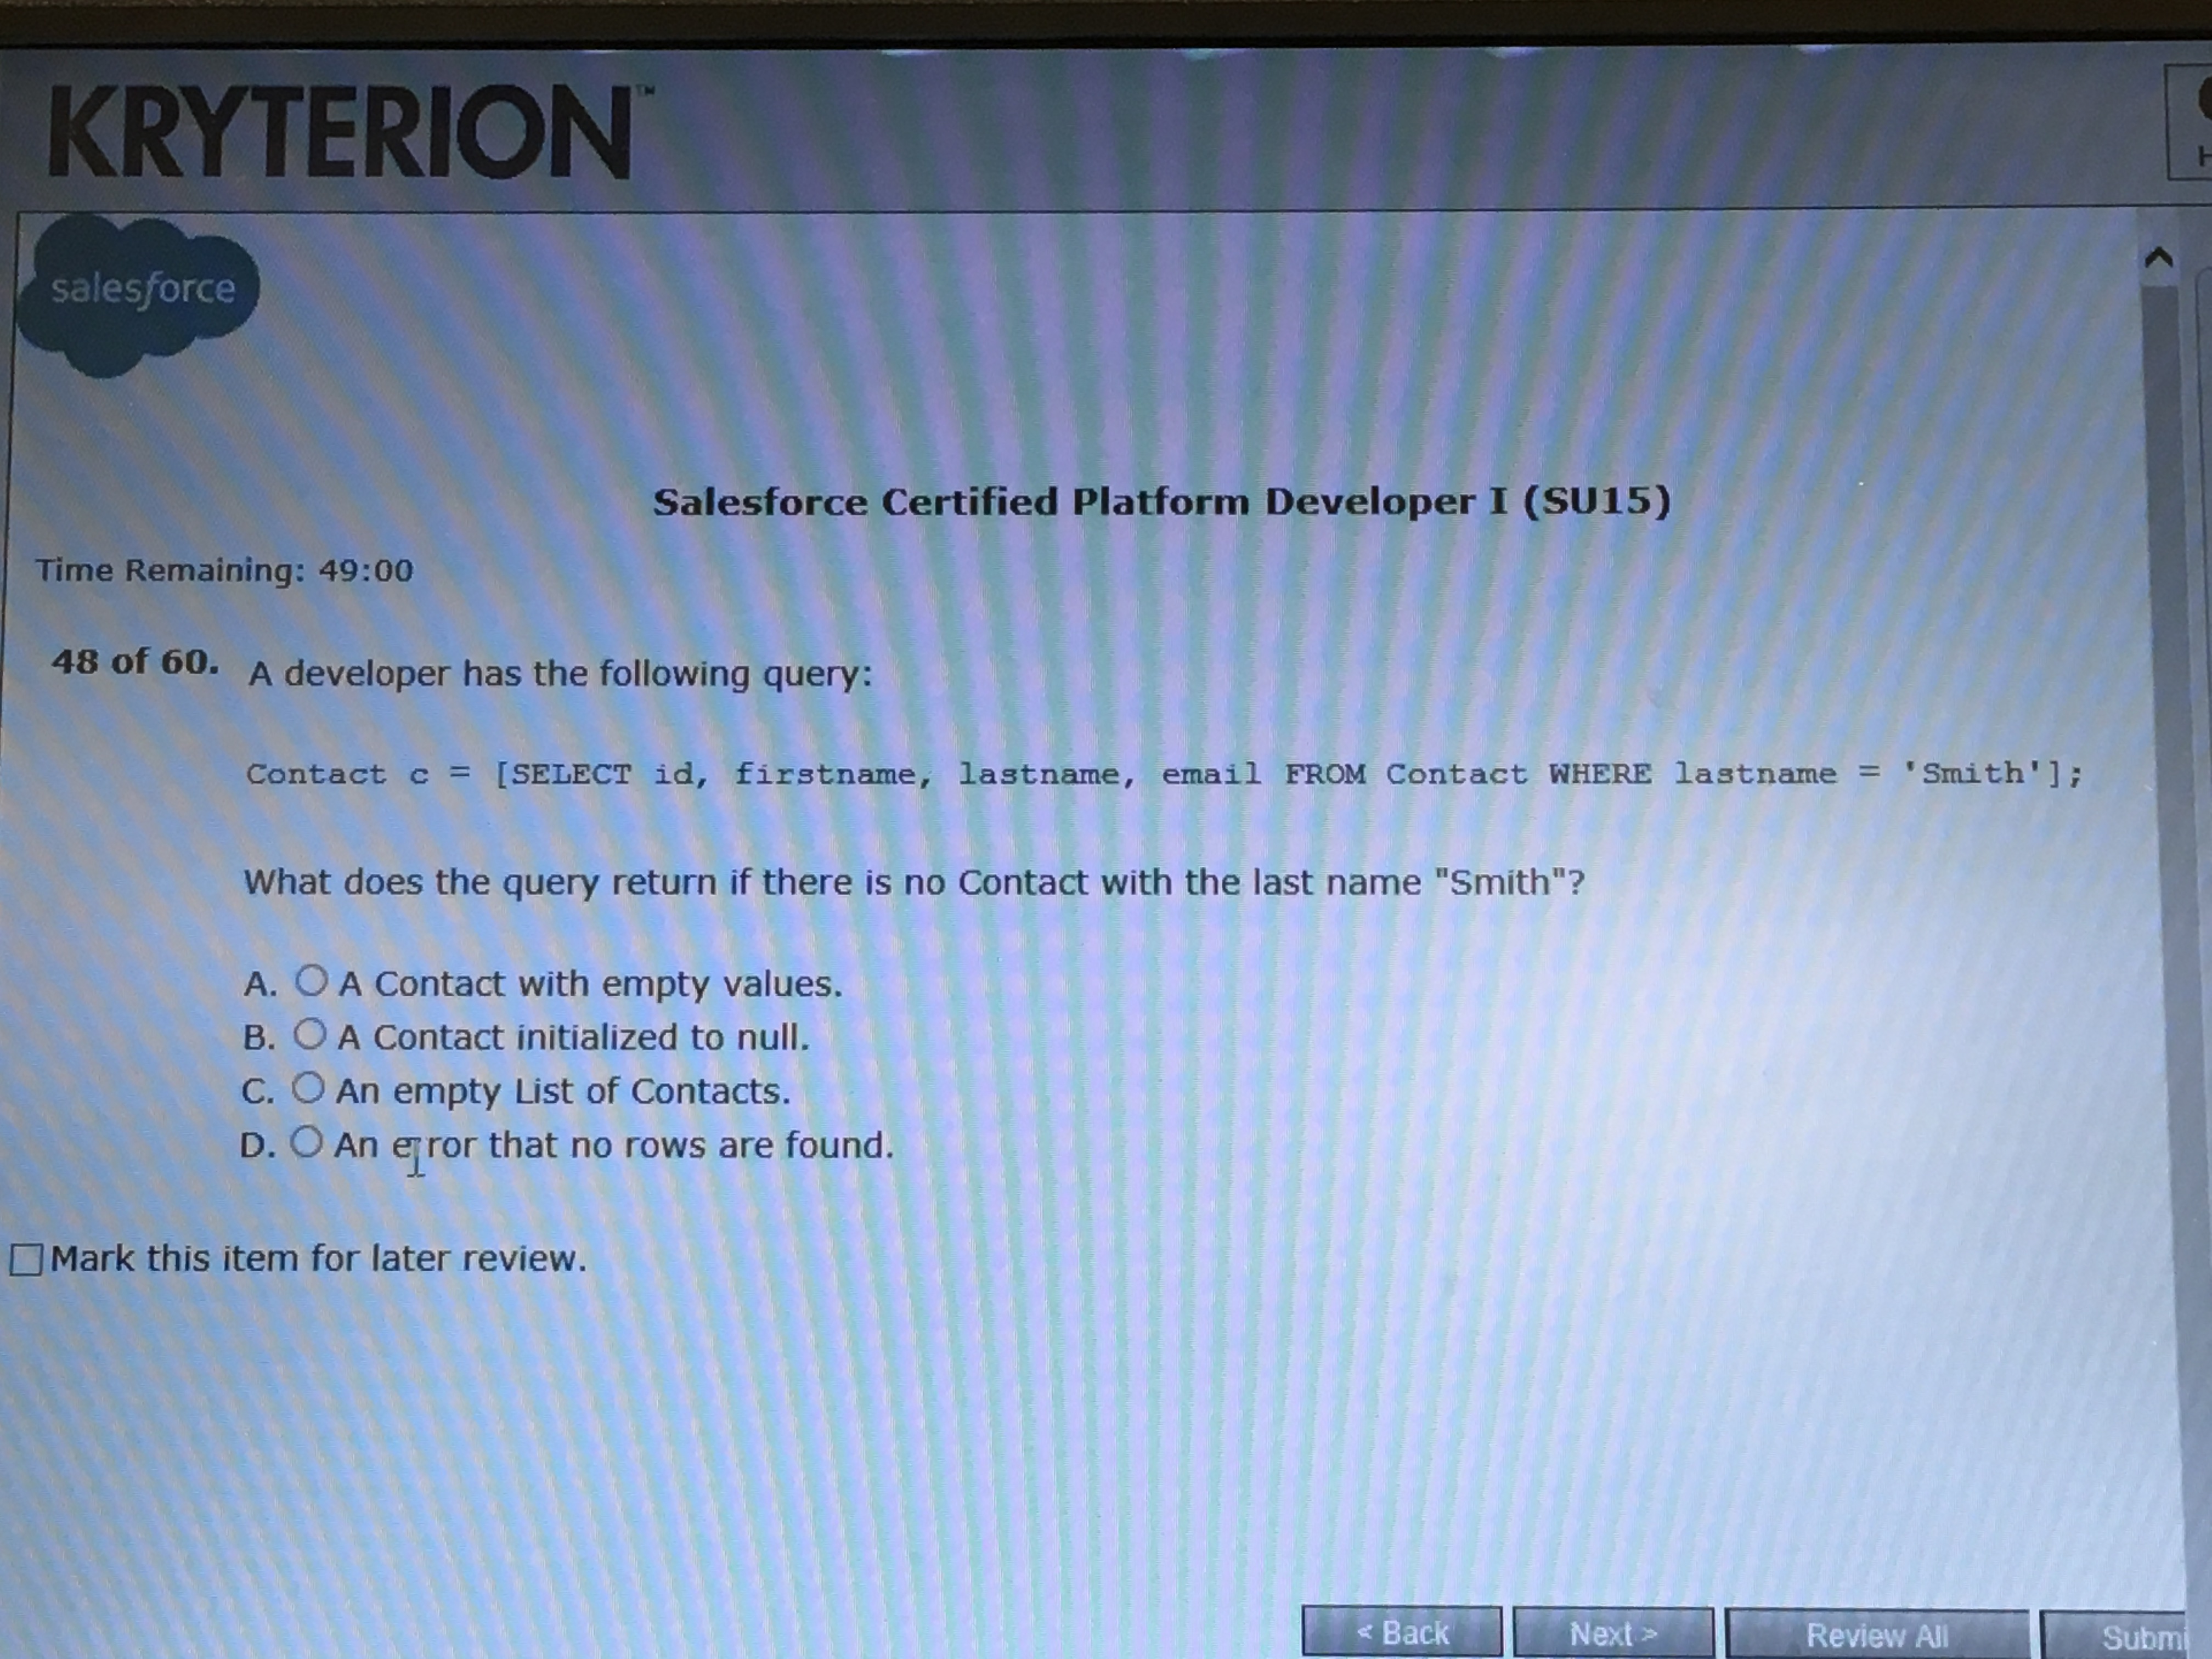 KRYTERION™
salesforce
Salesforce Certified Platform Developer I (SU15)
Time Remaining: 49:00
48 of 60. A developer has the following query:
Contact c = [SELECT id, firstname, lastname, email FROM Contact WHERE lastname = 'Smith'];
What does the query return if there is no Contact with the last name "Smith"?
A. A Contact with empty values.
B. A Contact initialized to null.
C. An empty List of Contacts.
D. An error that no rows are found.
Mark this item for later review.
< Back Next > Review All Submi